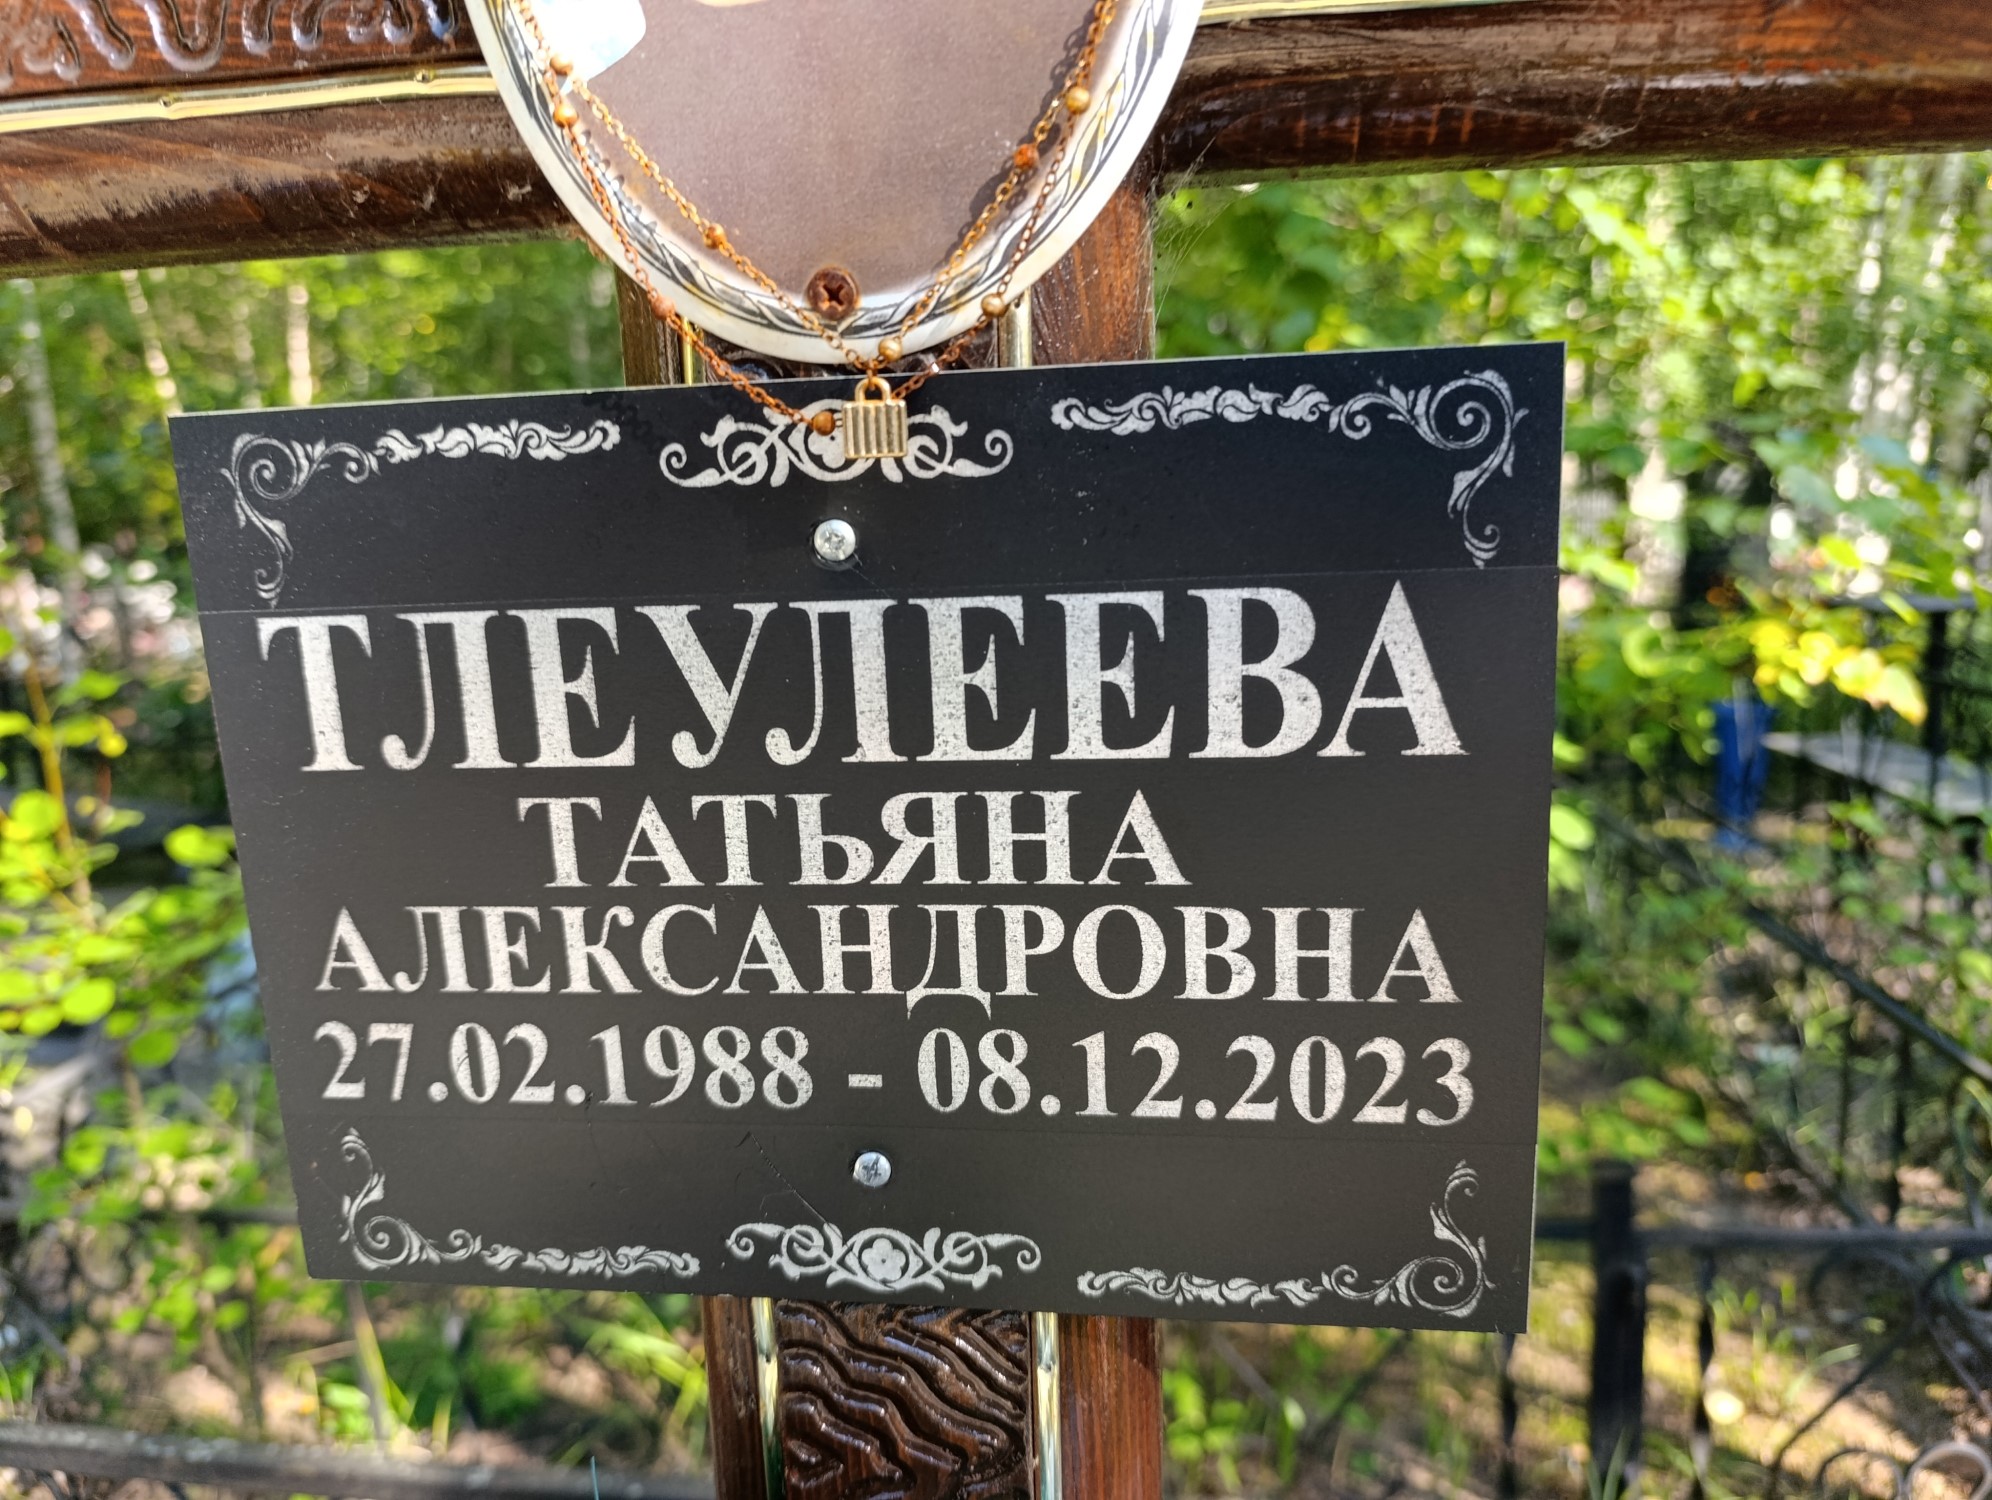 ТЛЕУЛЕЕВА
ТАТЬЯНА
АЛЕКСАНДРОВНА
27.02.1988 - 08.12.2023